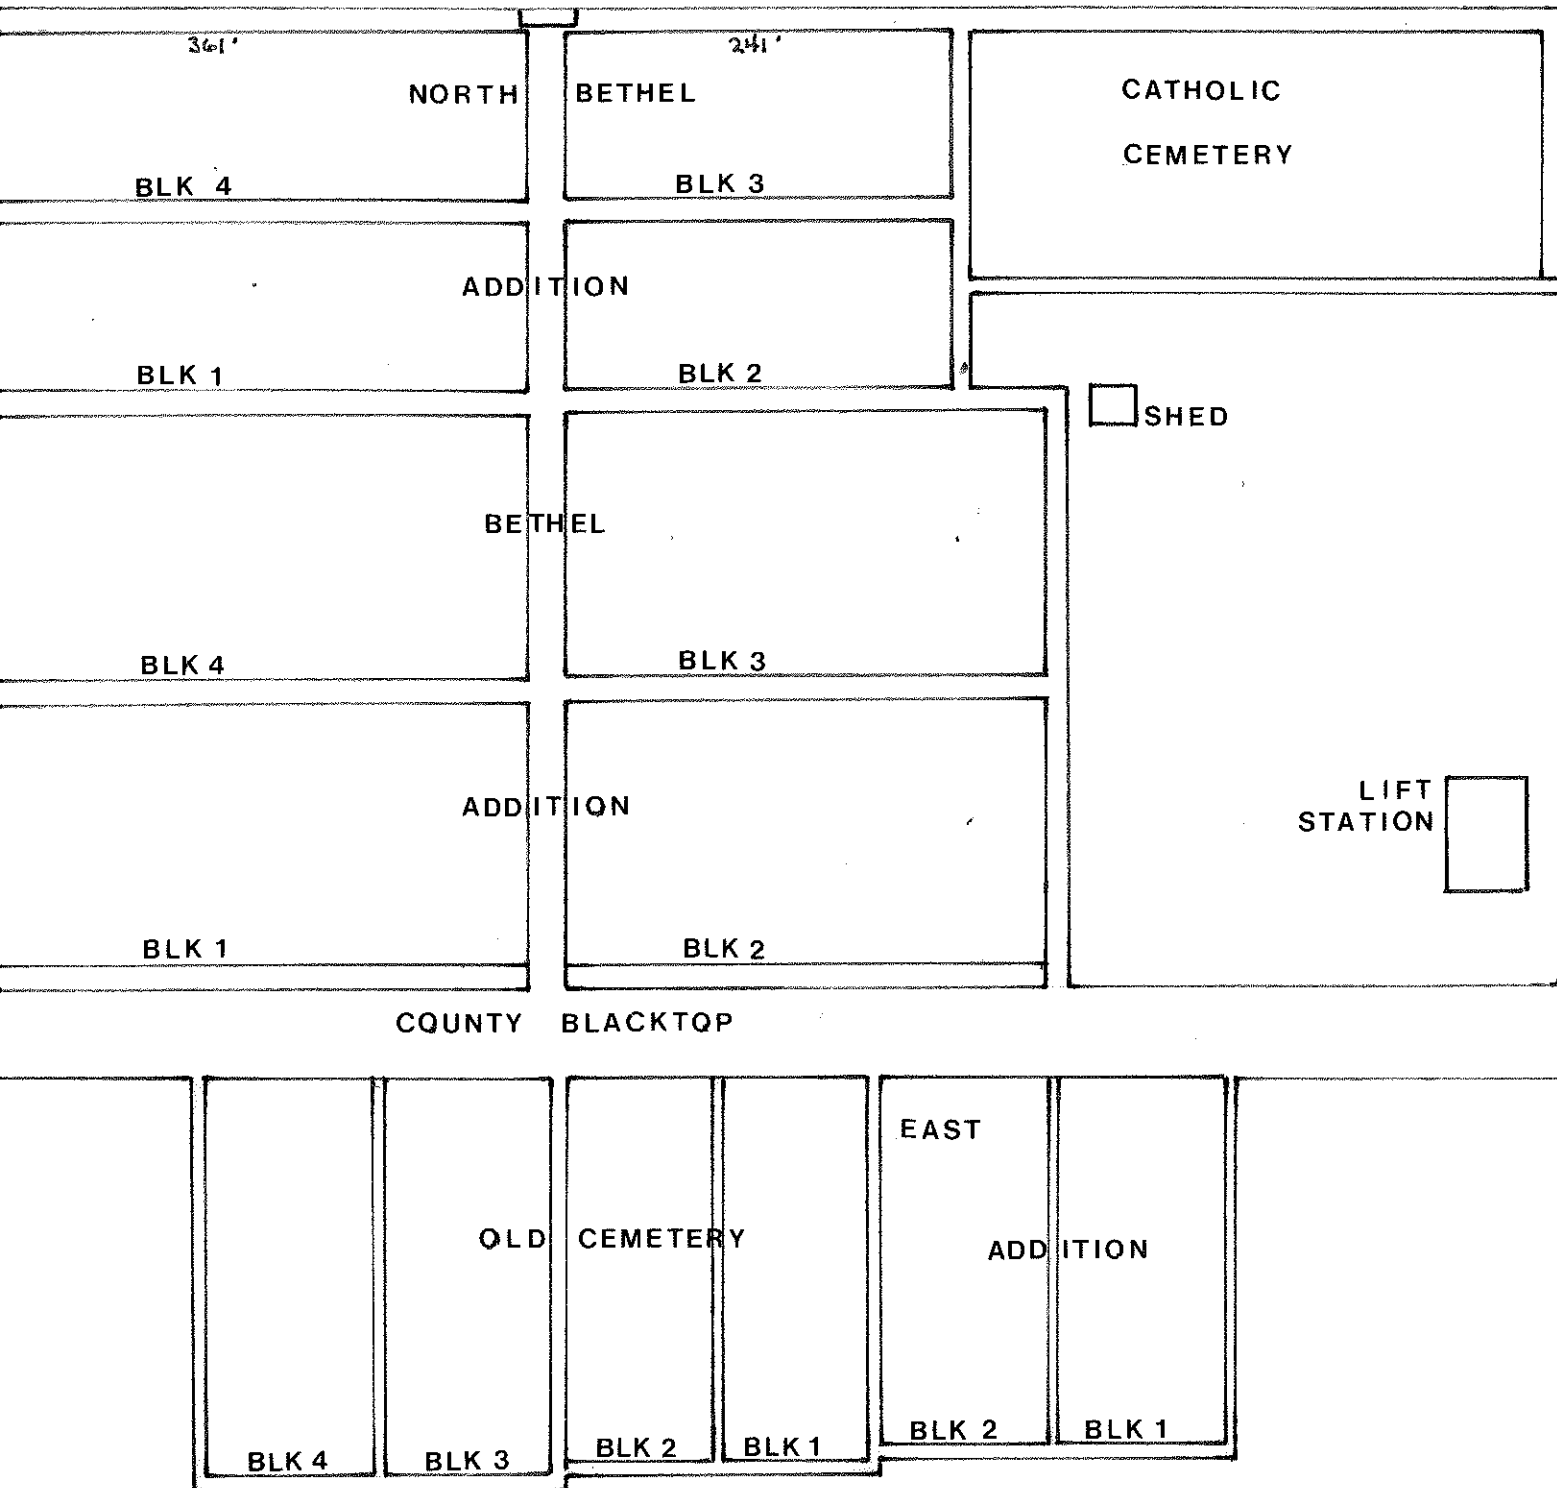 361'
241'
NORTH BETHEL
CATHOLIC
CEMETERY
BLK 4
BLK 3
ADDITION
BLK 1
BLK 2
SHED
BETHEL
BLK 4
BLK 3
ADDITION
LIFT
STATION
BLK 1
BLK 2
COUNTY BLACKTOP
EAST
OLD CEMETERY
ADDITION
BLK 4
BLK 3
BLK 2
BLK 1
BLK 2
BLK 1